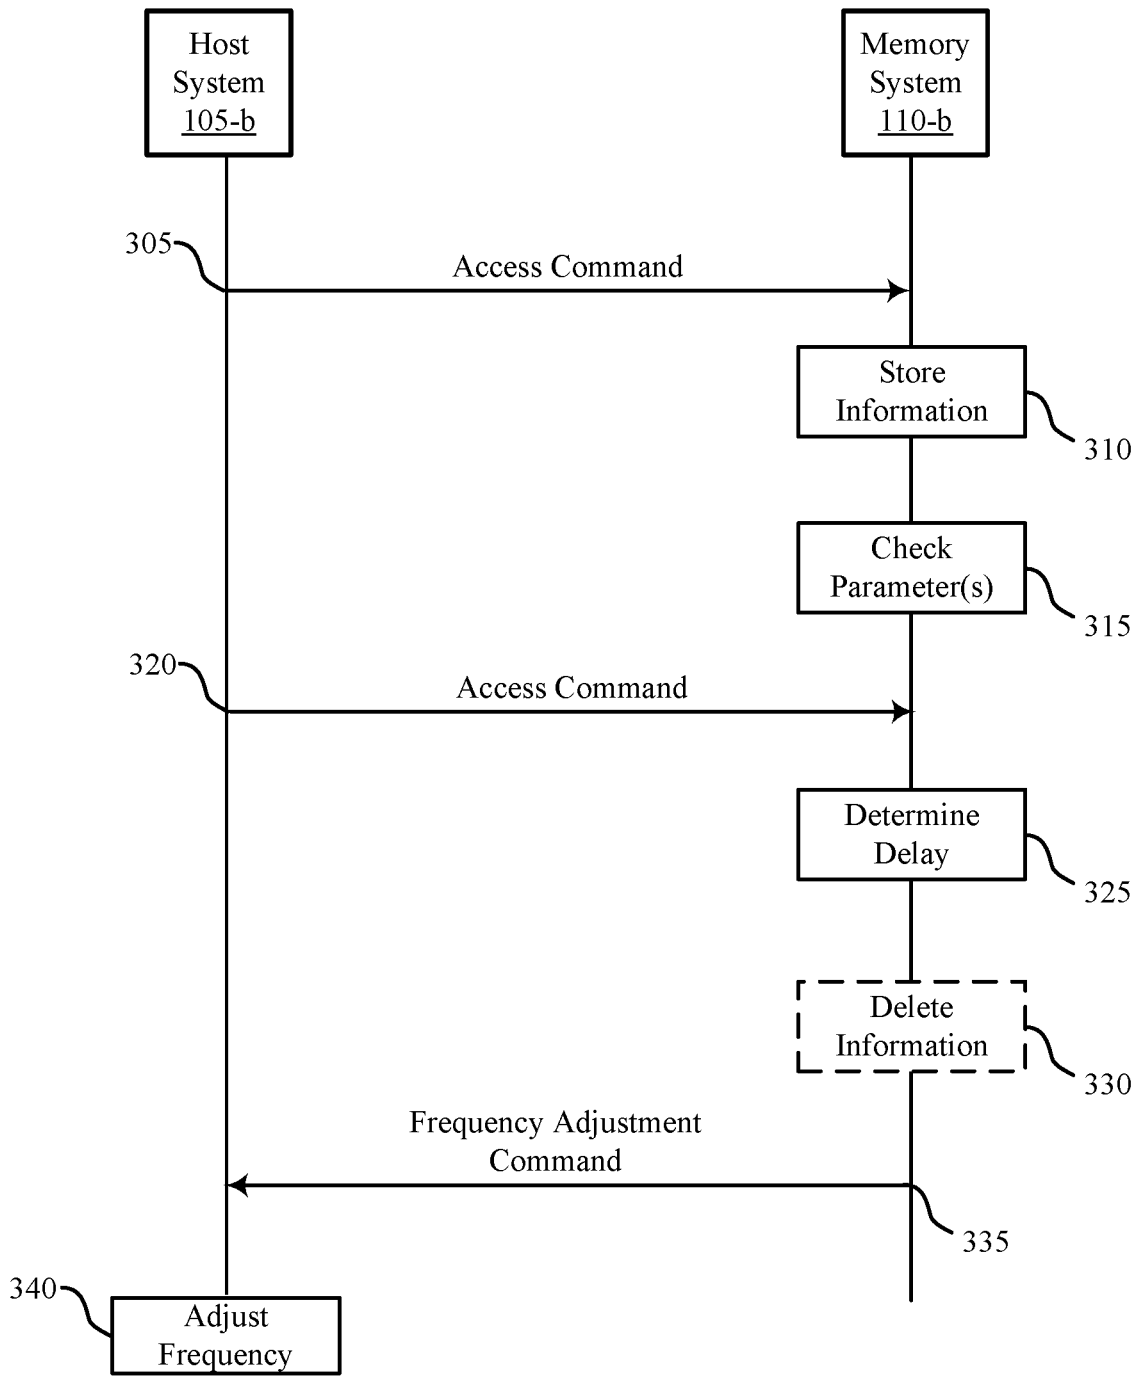 Host
System
105-b
Memory
System
110-b
305
Access Command
Store
Information
310
Check
Parameter(s)
315
320
Access Command
Determine
Delay
325
Delete
Information
330
Frequency Adjustment
Command
335
340
Adjust
Frequency